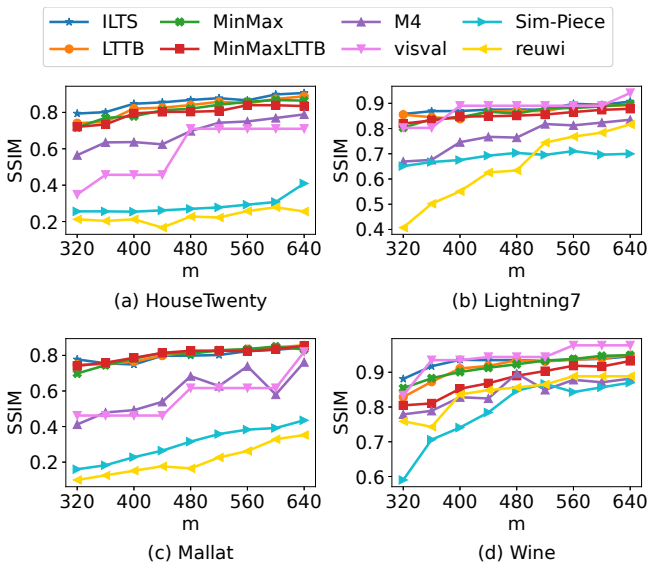 ILTS MinMax M4 Sim-Piece
LTTB MinMaxLTTB visval reuwi
SSIM
0.8
0.6
0.4
0.2
320 400 480 560 640
m
(a) HouseTwenty
SSIM
0.9
0.8
0.7
0.6
0.5
0.4
320 400 480 560 640
m
(b) Lightning7
SSIM
0.8
0.6
0.4
0.2
320 400 480 560 640
m
(c) Mallat
SSIM
0.9
0.8
0.7
0.6
320 400 480 560 640
m
(d) Wine